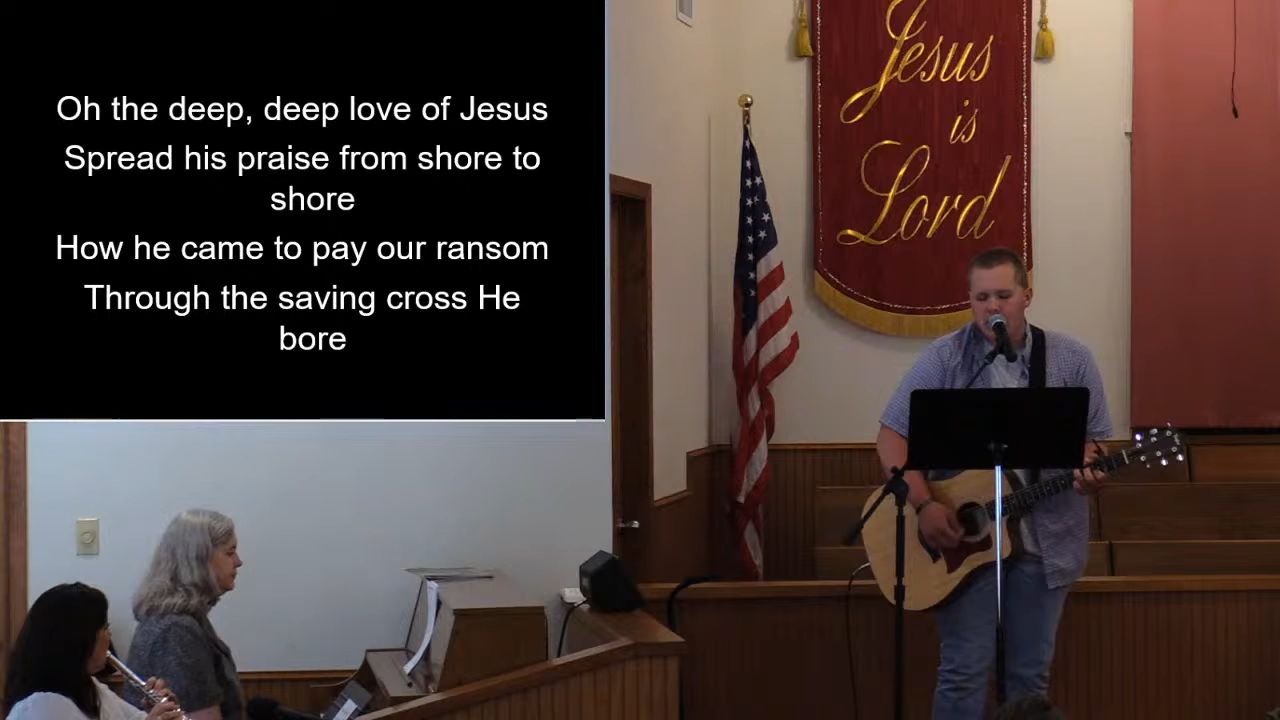 Oh the deep, deep love of Jesus
Spread his praise from shore to
shore
How he came to pay our ransom
Through the saving cross He
bore
Jesus
is
Lord